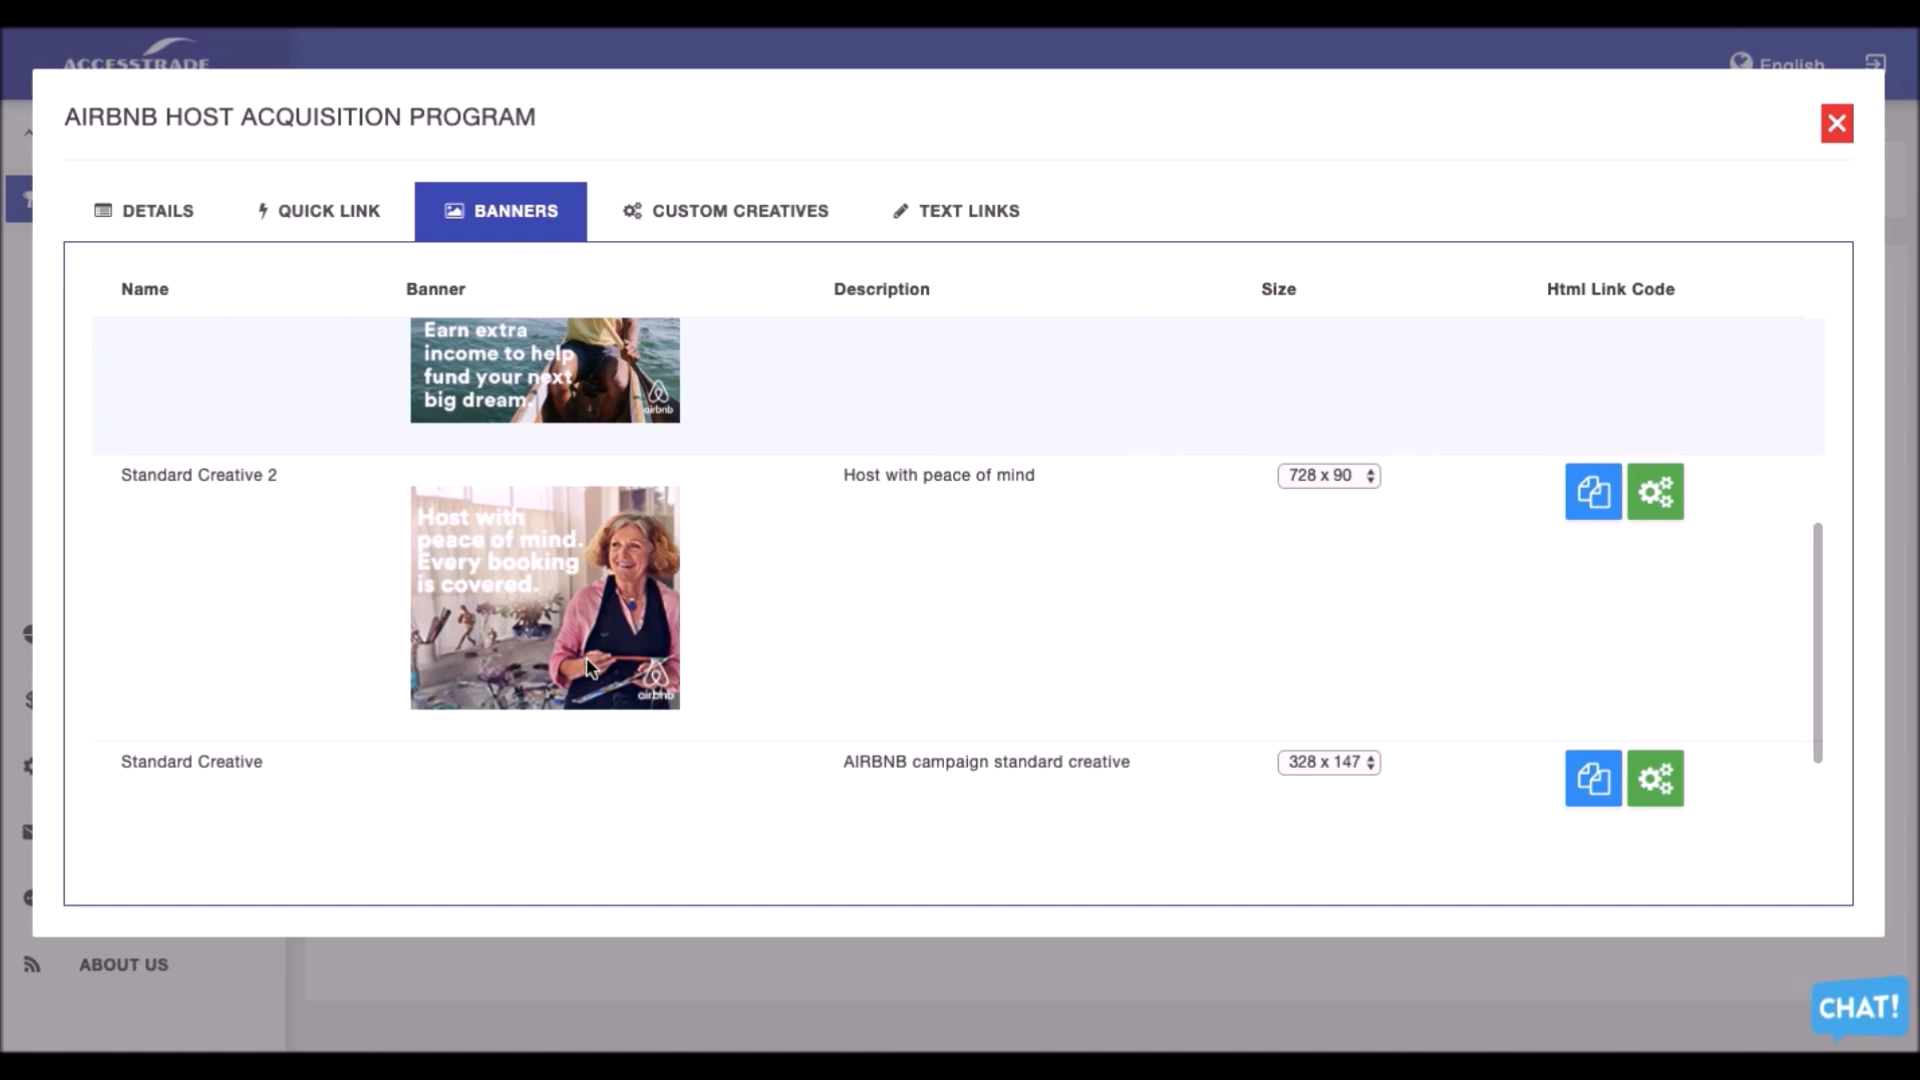 ACCESSTRADE
English
AIRBNB HOST ACQUISITION PROGRAM
DETAILS
QUICK LINK
BANNERS
CUSTOM CREATIVES
TEXT LINKS
Name
Banner
Description
Size
Html Link Code
Earn extra
income to help
fund your next
big dream.
airbnb
Standard Creative 2
Host with peace of mind
728 x 90
Host with
peace of mind.
Every booking
is covered.
airbnb
Standard Creative
AIRBNB campaign standard creative
328 x 147
ABOUT US
CHAT!